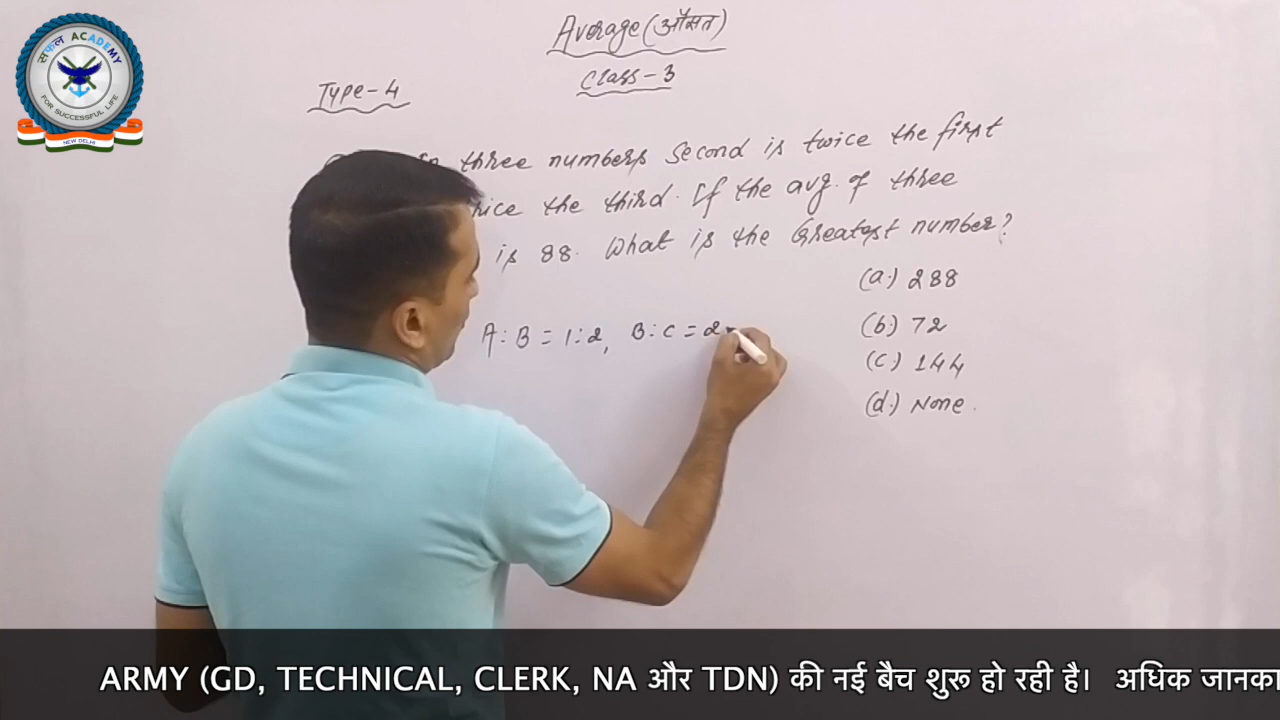 सफल ACADEMY
FOR SUCCESSFUL LIFE
NEW DELHI
Average (औसत)
Class-3
Type-4
three numbers Second is twice the first
the third. If the avg. of three
is 88. What is the Greatest number?
(a.) 288
(b.) 72
(c.) 144
(d.) None.
A:B = 1:2, B:C = 2
ARMY (GD, TECHNICAL, CLERK, NA और TDN) की नई बैच शुरू हो रही है। अधिक जानका